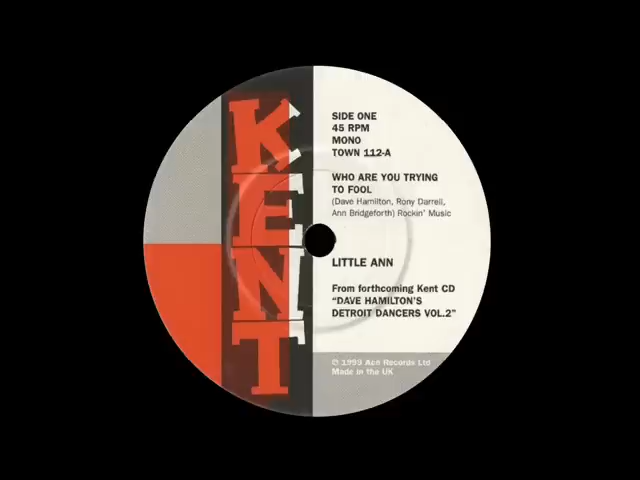 KENT
SIDE ONE
45 RPM
MONO
TOWN 112-A
WHO ARE YOU TRYING
TO FOOL
(Dave Hamilton, Rony Darrell,
Ann Bridgeforth) Rockin' Music
LITTLE ANN
From forthcoming Kent CD
"DAVE HAMILTON'S
DETROIT DANCERS VOL.2"
© 1999 Ace Records Ltd
Made in the UK